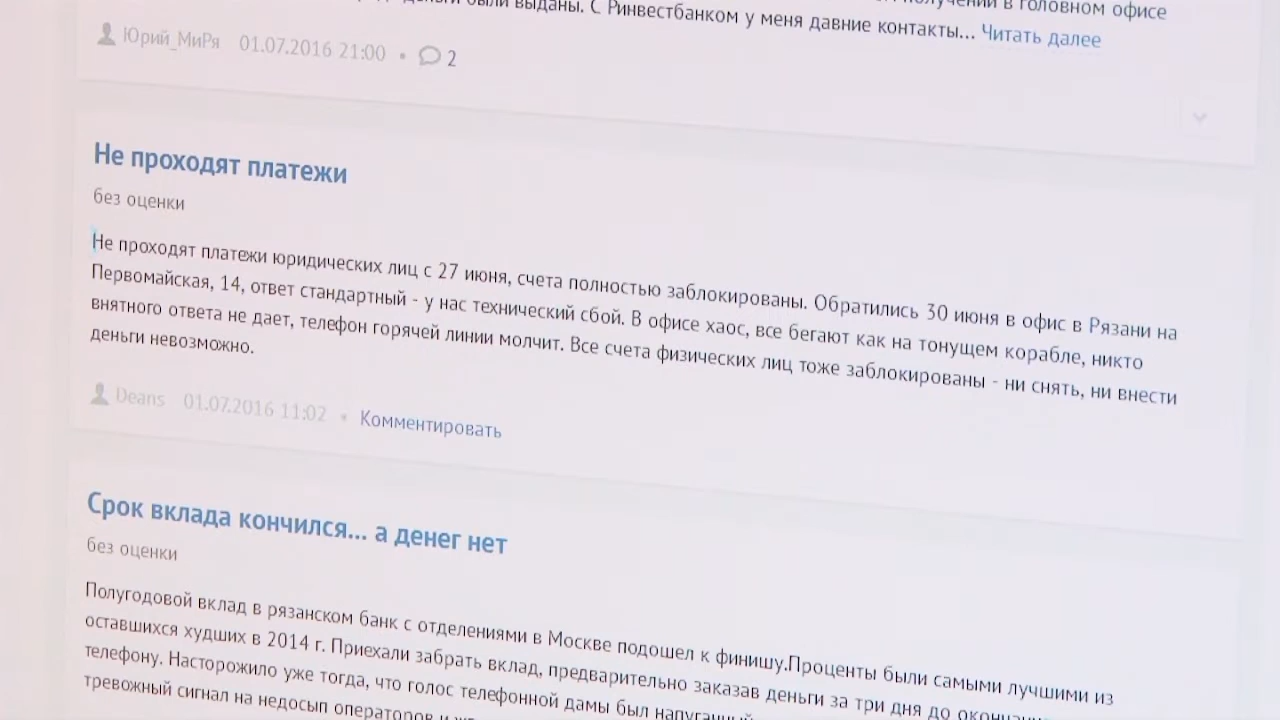 были выданы. С Ринвестбанком у меня давние контакты... Читать далее
в головном офисе
Юрий_МиРя 01.07.2016 21:00 • 2
Не проходят платежи
без оценки
Не проходят платежи юридических лиц с 27 июня, счета полностью заблокированы. Обратились 30 июня в офис в Рязани на
Первомайская, 14, ответ стандартный - у нас технический сбой. В офисе хаос, все бегают как на тонущем корабле, никто
внятного ответа не дает, телефон горячей линии молчит. Все счета физических лиц тоже заблокированы - ни снять, ни внести
деньги невозможно.
Deans 01.07.2016 11:02 • Комментировать
Срок вклада кончился... а денег нет
без оценки
Полугодовой вклад в рязанском банк с отделениями в Москве подошел к финишу.Проценты были самыми лучшими из
оставшихся худших в 2014 г. Приехали забрать вклад, предварительно заказав деньги за три дня до
телефону. Насторожило уже тогда, что голос телефонной дамы был напуганный
тревожный сигнал на недосып операторов и